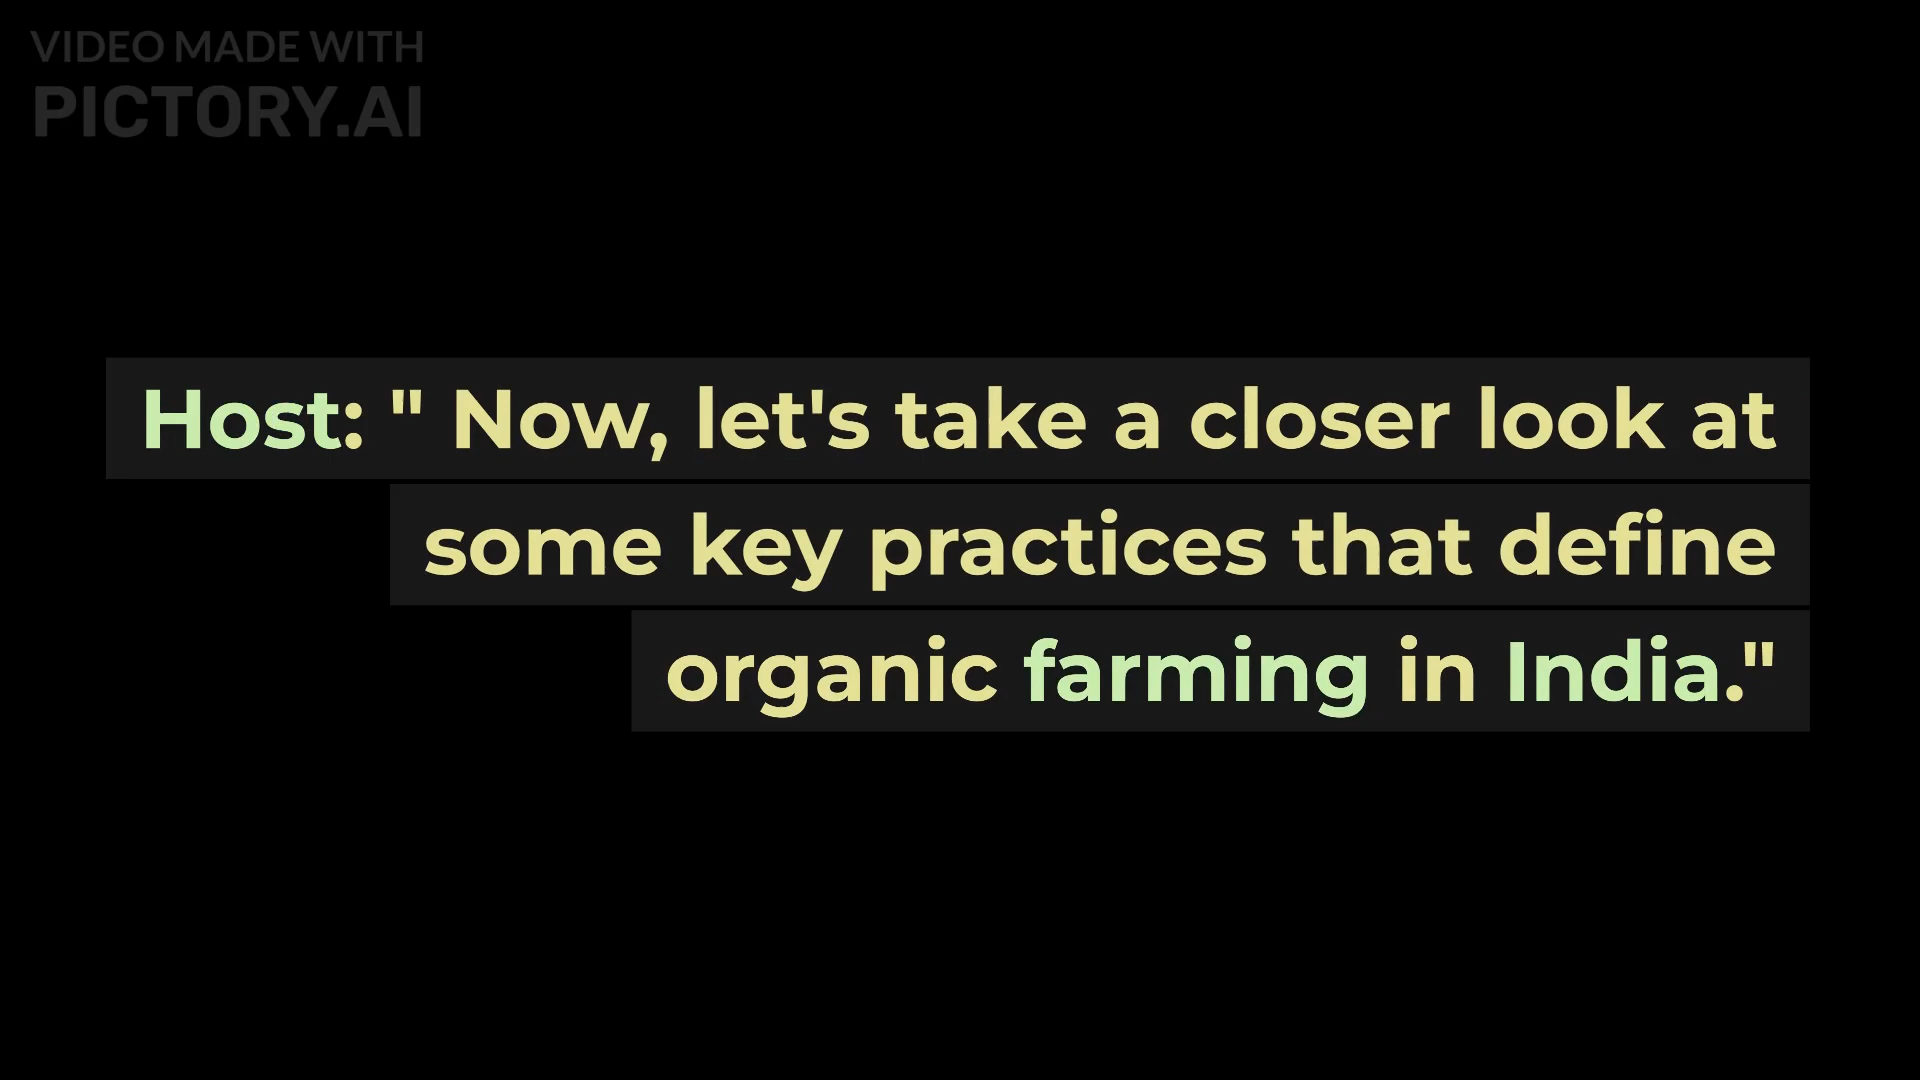 VIDEO MADE WITH
PICTORY.AI
Host: " Now, let's take a closer look at
some key practices that define
organic farming in India."